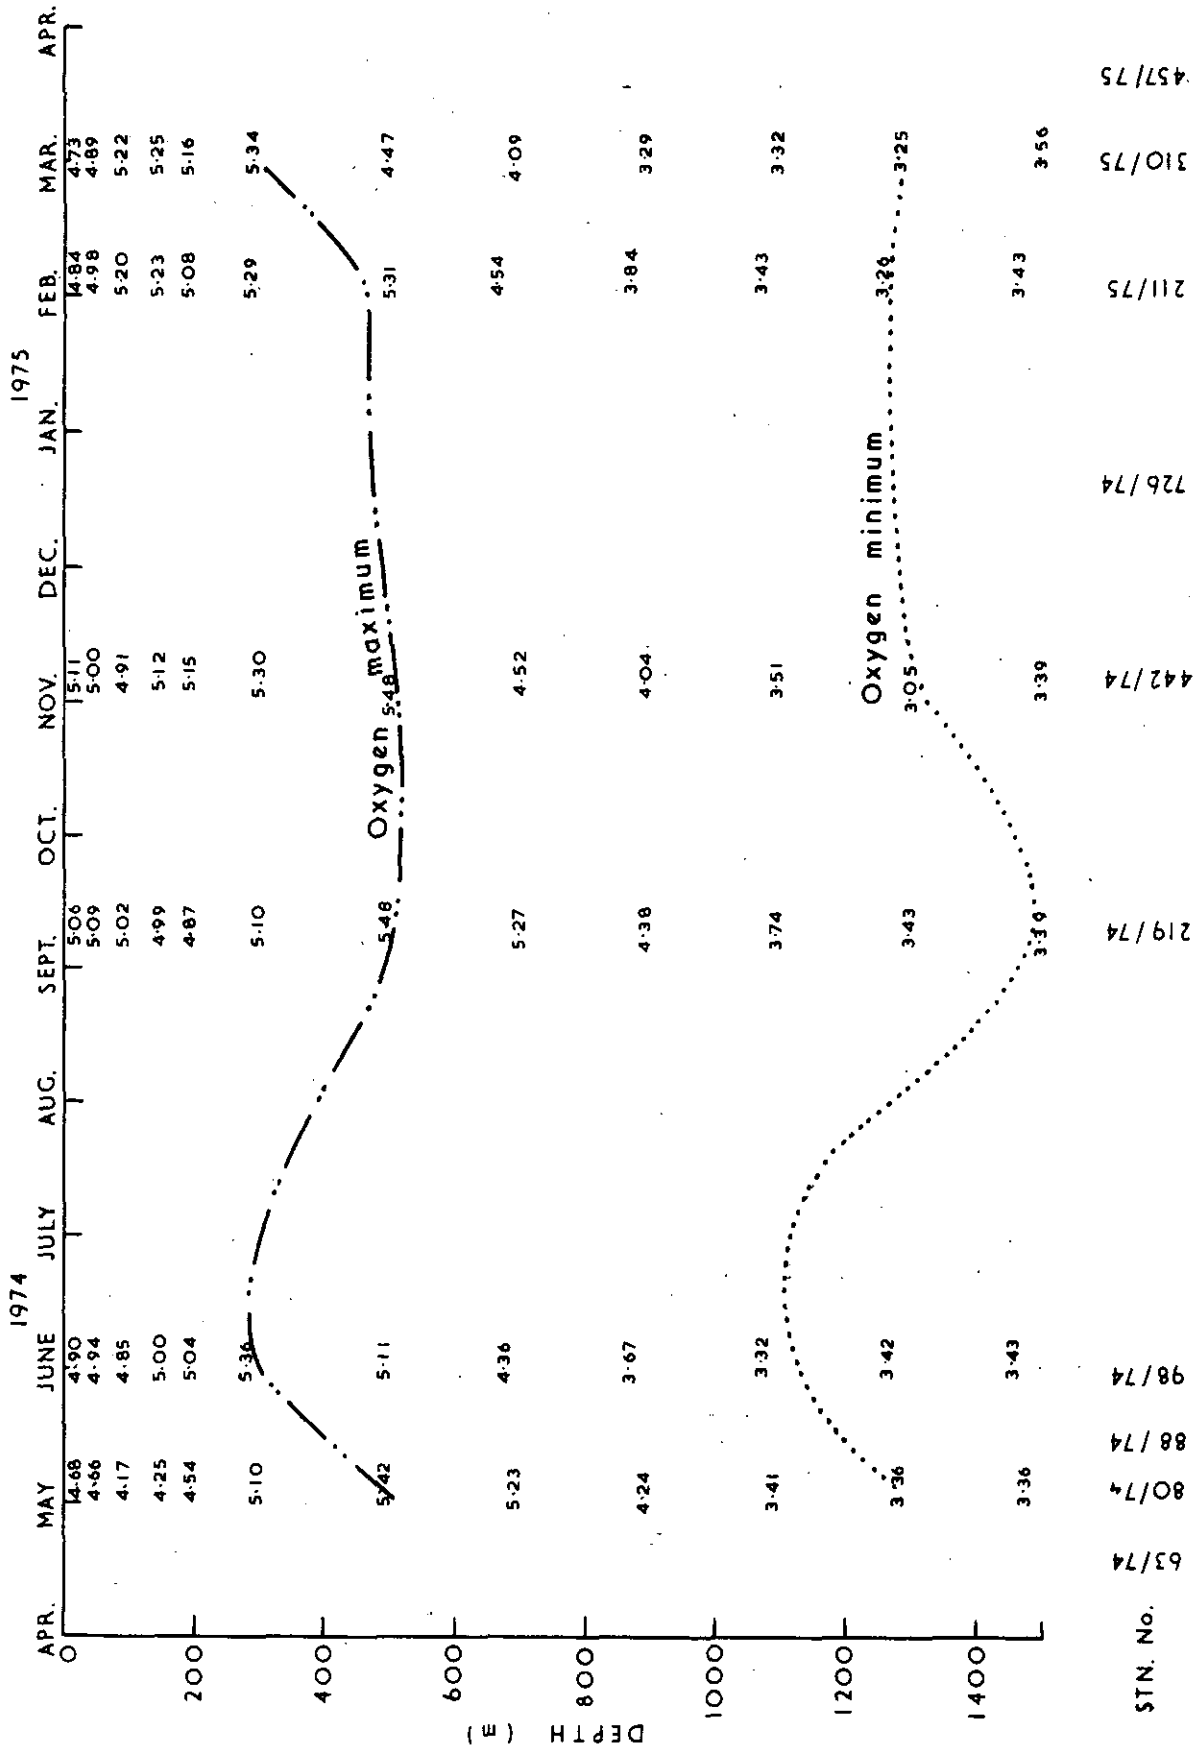 1974 1975
APR. MAY JUNE JULY AUG. SEPT. OCT. NOV. DEC. JAN. FEB. MAR. APR.
0
200
400
600
800
1000
1200
1400
DEPTH (m)
4·68 4·90 5·06 5·11 4·84 4·73
4·66 4·94 5·09 5·00 4·98 4·89
4·17 4·85 5·02 4·91 5·20 5·22
4·25 5·00 4·99 5·12 5·23 5·25
4·54 5·04 4·87 5·15 5·08 5·16
5·10 5·36 5·10 5·30 5·29 5·34
Oxygen maximum
5·42 5·11 5·48 5·48 5·31 4·47
5·23 4·36 5·27 4·52 4·54 4·09
4·24 3·67 4·38 4·04 3·84 3·29
3·41 3·32 3·74 3·51 3·43 3·32
Oxygen minimum
3·36 3·42 3·43 3·05 3·26 3·25
3·36 3·43 3·39 3·39 3·43 3·56
STN. No. 63/74 80/74 88/74 98/74 219/74 442/74 726/74 211/75 310/75 457/75